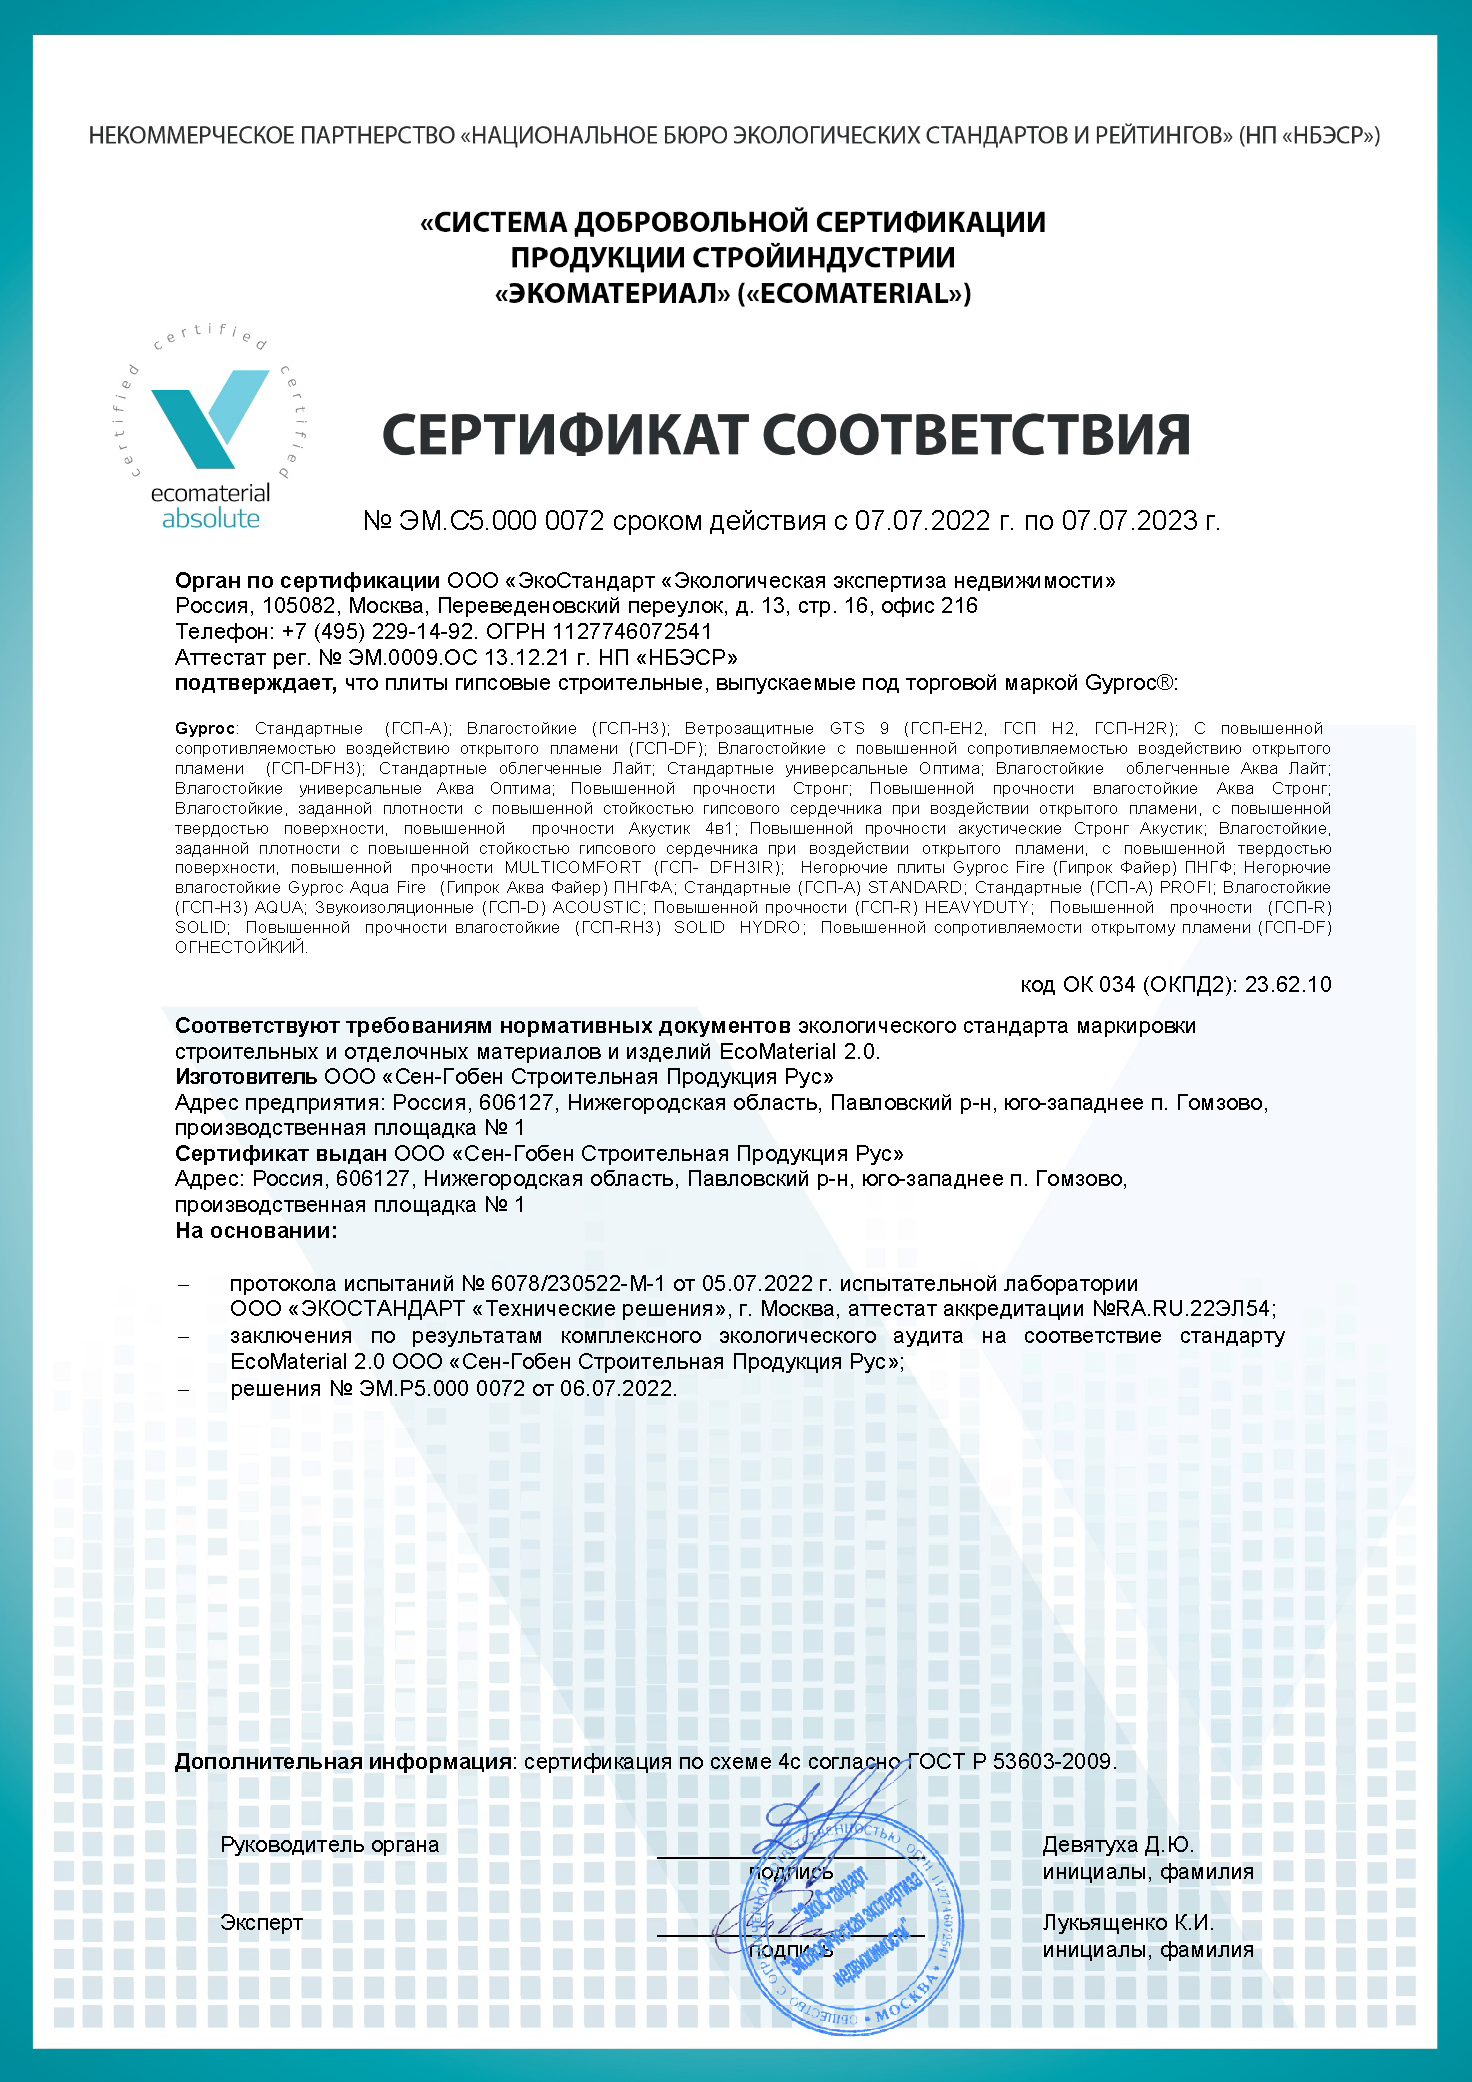 НЕКОММЕРЧЕСКОЕ ПАРТНЕРСТВО «НАЦИОНАЛЬНОЕ БЮРО ЭКОЛОГИЧЕСКИХ СТАНДАРТОВ И РЕЙТИНГОВ» (НП «НБЭСР»)
«СИСТЕМА ДОБРОВОЛЬНОЙ СЕРТИФИКАЦИИ
ПРОДУКЦИИ СТРОЙИНДУСТРИИ
«ЭКОМАТЕРИАЛ» («ECOMATERIAL»)
certified certified certified
ecomaterial
absolute
СЕРТИФИКАТ СООТВЕТСТВИЯ
№ ЭМ.С5.000 0072 сроком действия с 07.07.2022 г. по 07.07.2023 г.
Орган по сертификации ООО «ЭкоСтандарт «Экологическая экспертиза недвижимости»
Россия, 105082, Москва, Переведеновский переулок, д. 13, стр. 16, офис 216
Телефон: +7 (495) 229-14-92. ОГРН 1127746072541
Аттестат рег. № ЭМ.0009.ОС 13.12.21 г. НП «НБЭСР»
подтверждает, что плиты гипсовые строительные, выпускаемые под торговой маркой Gyproc®:
Gyproc: Стандартные (ГСП-А); Влагостойкие (ГСП-Н3); Ветрозащитные GTS 9 (ГСП-ЕН2, ГСП Н2, ГСП-Н2R); С повышенной
сопротивляемостью воздействию открытого пламени (ГСП-DF); Влагостойкие с повышенной сопротивляемостью воздействию открытого
пламени (ГСП-DFH3); Стандартные облегченные Лайт; Стандартные универсальные Оптима; Влагостойкие облегченные Аква Лайт;
Влагостойкие универсальные Аква Оптима; Повышенной прочности Стронг; Повышенной прочности влагостойкие Аква Стронг;
Влагостойкие, заданной плотности с повышенной стойкостью гипсового сердечника при воздействии открытого пламени, с повышенной
твердостью поверхности, повышенной прочности Акустик 4в1; Повышенной прочности акустические Стронг Акустик; Влагостойкие,
заданной плотности с повышенной стойкостью гипсового сердечника при воздействии открытого пламени, с повышенной твердостью
поверхности, повышенной прочности MULTICOMFORT (ГСП- DFH3IR); Негорючие плиты Gyproc Fire (Гипрок Файер) ПНГФ; Негорючие
влагостойкие Gyproc Aqua Fire (Гипрок Аква Файер) ПНГФА; Стандартные (ГСП-А) STANDARD; Стандартные (ГСП-А) PROFI; Влагостойкие
(ГСП-Н3) AQUA; Звукоизоляционные (ГСП-D) ACOUSTIC; Повышенной прочности (ГСП-R) HEAVYDUTY; Повышенной прочности (ГСП-R)
SOLID; Повышенной прочности влагостойкие (ГСП-RH3) SOLID HYDRO; Повышенной сопротивляемости открытому пламени (ГСП-DF)
ОГНЕСТОЙКИЙ.
код ОК 034 (ОКПД2): 23.62.10
Соответствуют требованиям нормативных документов экологического стандарта маркировки
строительных и отделочных материалов и изделий EcoMaterial 2.0.
Изготовитель ООО «Сен-Гобен Строительная Продукция Рус»
Адрес предприятия: Россия, 606127, Нижегородская область, Павловский р-н, юго-западнее п. Гомзово,
производственная площадка № 1
Сертификат выдан ООО «Сен-Гобен Строительная Продукция Рус»
Адрес: Россия, 606127, Нижегородская область, Павловский р-н, юго-западнее п. Гомзово,
производственная площадка № 1
На основании:
– протокола испытаний № 6078/230522-М-1 от 05.07.2022 г. испытательной лаборатории
ООО «ЭКОСТАНДАРТ «Технические решения», г. Москва, аттестат аккредитации №RA.RU.22ЭЛ54;
– заключения по результатам комплексного экологического аудита на соответствие стандарту
EcoMaterial 2.0 ООО «Сен-Гобен Строительная Продукция Рус»;
– решения № ЭМ.Р5.000 0072 от 06.07.2022.
Дополнительная информация: сертификация по схеме 4с согласно ГОСТ Р 53603-2009.
Руководитель органа
Девятуха Д.Ю.
подпись
инициалы, фамилия
Эксперт
Лукьященко К.И.
подпись
инициалы, фамилия
ОБЩЕСТВО С ОГРАНИЧЕННОЙ ОТВЕТСТВЕННОСТЬЮ ОГРН 1127746072541
• МОСКВА •
"ЭкоСтандарт
"Экологическая экспертиза
недвижимости"